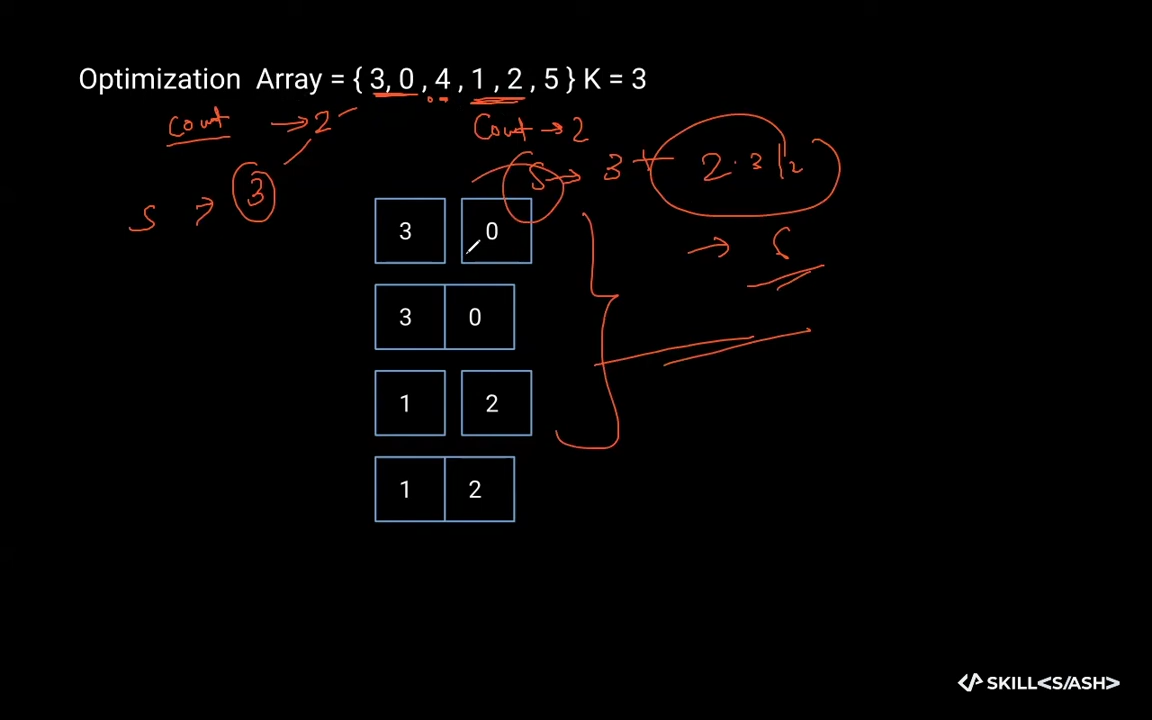 Optimization Array = { 3, 0 , 4 , 1 , 2 , 5 } K = 3
Count → 2
Count → 2
S → 3
S → 3 + 2 · 3 / 2
→ 6
3 0
3 0
1 2
1 2
SKILL<S/ASH>